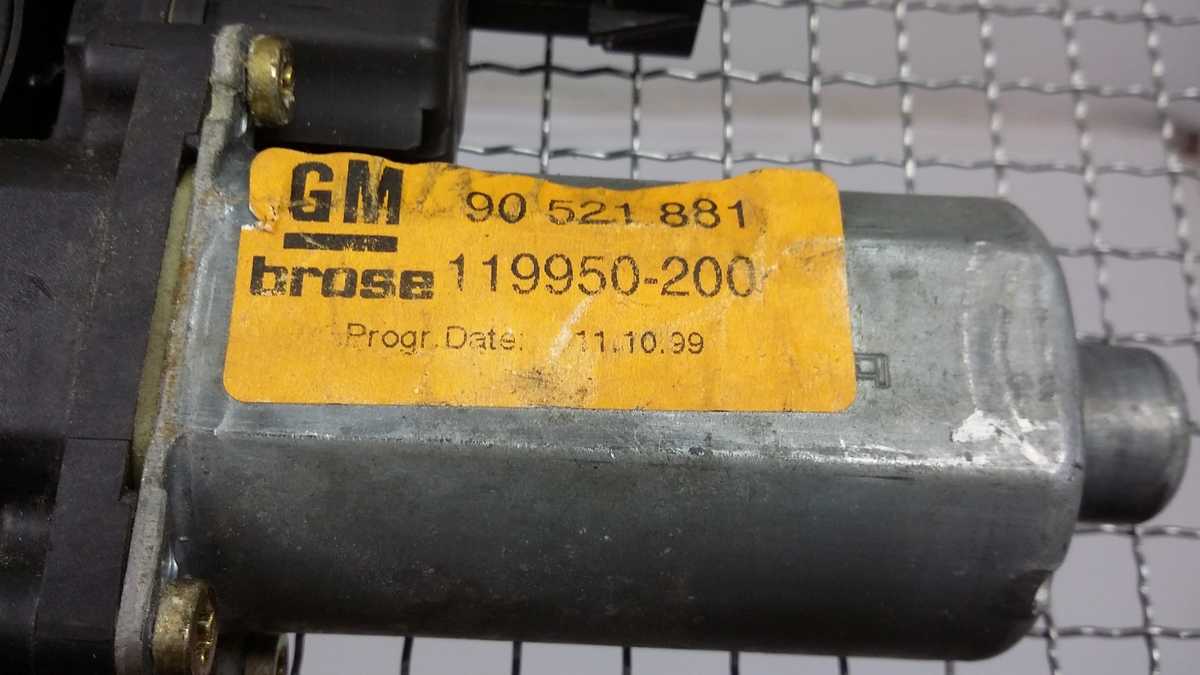 GM 90 521 881
brose 119950-200
Progr. Date: 11.10.99